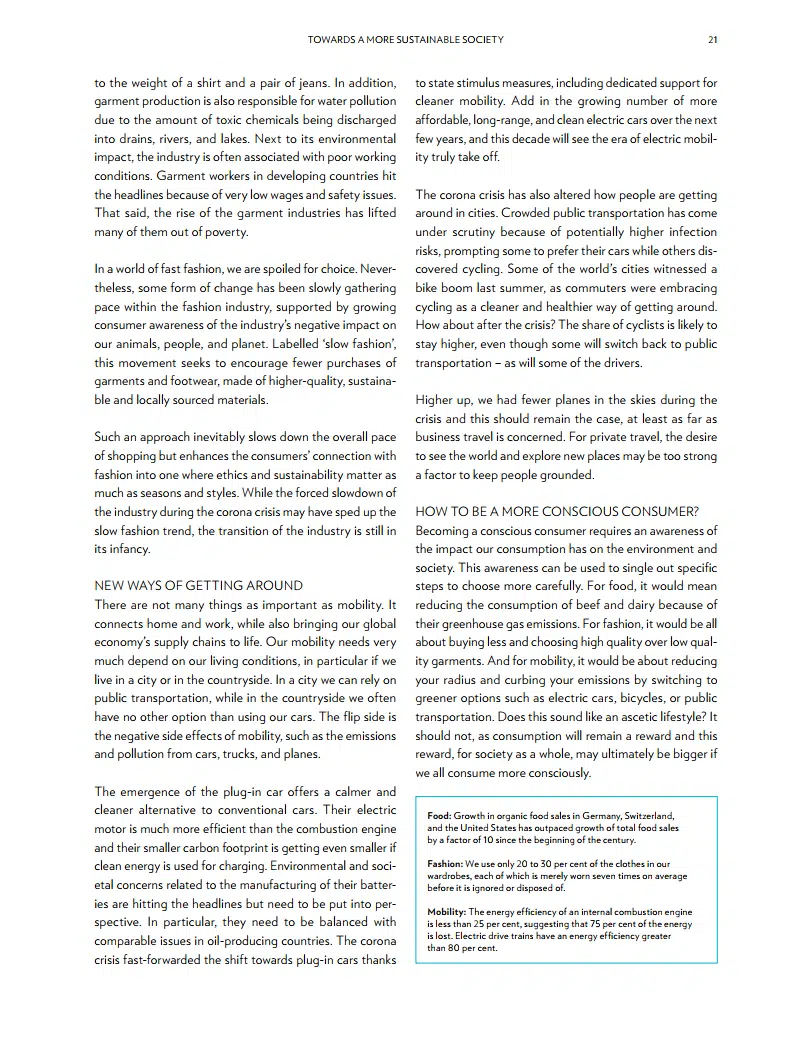 TOWARDS A MORE SUSTAINABLE SOCIETY
21
to the weight of a shirt and a pair of jeans. In addition,
garment production is also responsible for water pollution
due to the amount of toxic chemicals being discharged
into drains, rivers, and lakes. Next to its environmental
impact, the industry is often associated with poor working
conditions. Garment workers in developing countries hit
the headlines because of very low wages and safety issues.
That said, the rise of the garment industries has lifted
many of them out of poverty.
In a world of fast fashion, we are spoiled for choice. Never-
theless, some form of change has been slowly gathering
pace within the fashion industry, supported by growing
consumer awareness of the industry's negative impact on
our animals, people, and planet. Labelled 'slow fashion',
this movement seeks to encourage fewer purchases of
garments and footwear, made of higher-quality, sustaina-
ble and locally sourced materials.
Such an approach inevitably slows down the overall pace
of shopping but enhances the consumers' connection with
fashion into one where ethics and sustainability matter as
much as seasons and styles. While the forced slowdown of
the industry during the corona crisis may have sped up the
slow fashion trend, the transition of the industry is still in
its infancy.
NEW WAYS OF GETTING AROUND
There are not many things as important as mobility. It
connects home and work, while also bringing our global
economy's supply chains to life. Our mobility needs very
much depend on our living conditions, in particular if we
live in a city or in the countryside. In a city we can rely on
public transportation, while in the countryside we often
have no other option than using our cars. The flip side is
the negative side effects of mobility, such as the emissions
and pollution from cars, trucks, and planes.
The emergence of the plug-in car offers a calmer and
cleaner alternative to conventional cars. Their electric
motor is much more efficient than the combustion engine
and their smaller carbon footprint is getting even smaller if
clean energy is used for charging. Environmental and soci-
etal concerns related to the manufacturing of their batter-
ies are hitting the headlines but need to be put into per-
spective. In particular, they need to be balanced with
comparable issues in oil-producing countries. The corona
crisis fast-forwarded the shift towards plug-in cars thanks
to state stimulus measures, including dedicated support for
cleaner mobility. Add in the growing number of more
affordable, long-range, and clean electric cars over the next
few years, and this decade will see the era of electric mobil-
ity truly take off.
The corona crisis has also altered how people are getting
around in cities. Crowded public transportation has come
under scrutiny because of potentially higher infection
risks, prompting some to prefer their cars while others dis-
covered cycling. Some of the world's cities witnessed a
bike boom last summer, as commuters were embracing
cycling as a cleaner and healthier way of getting around.
How about after the crisis? The share of cyclists is likely to
stay higher, even though some will switch back to public
transportation – as will some of the drivers.
Higher up, we had fewer planes in the skies during the
crisis and this should remain the case, at least as far as
business travel is concerned. For private travel, the desire
to see the world and explore new places may be too strong
a factor to keep people grounded.
HOW TO BE A MORE CONSCIOUS CONSUMER?
Becoming a conscious consumer requires an awareness of
the impact our consumption has on the environment and
society. This awareness can be used to single out specific
steps to choose more carefully. For food, it would mean
reducing the consumption of beef and dairy because of
their greenhouse gas emissions. For fashion, it would be all
about buying less and choosing high quality over low qual-
ity garments. And for mobility, it would be about reducing
your radius and curbing your emissions by switching to
greener options such as electric cars, bicycles, or public
transportation. Does this sound like an ascetic lifestyle? It
should not, as consumption will remain a reward and this
reward, for society as a whole, may ultimately be bigger if
we all consume more consciously.
Food: Growth in organic food sales in Germany, Switzerland,
and the United States has outpaced growth of total food sales
by a factor of 10 since the beginning of the century.
Fashion: We use only 20 to 30 per cent of the clothes in our
wardrobes, each of which is merely worn seven times on average
before it is ignored or disposed of.
Mobility: The energy efficiency of an internal combustion engine
is less than 25 per cent, suggesting that 75 per cent of the energy
is lost. Electric drive trains have an energy efficiency greater
than 80 per cent.